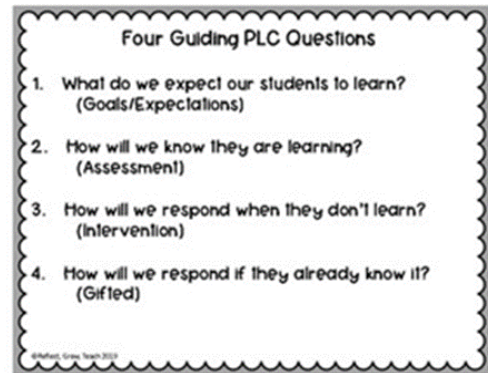 Four Guiding PLC Questions
1. What do we expect our students to learn?
(Goals/Expectations)
2. How will we know they are learning?
(Assessment)
3. How will we respond when they don't learn?
(Intervention)
4. How will we respond if they already know it?
(Gifted)
©Reflect, Grow, Teach 2019